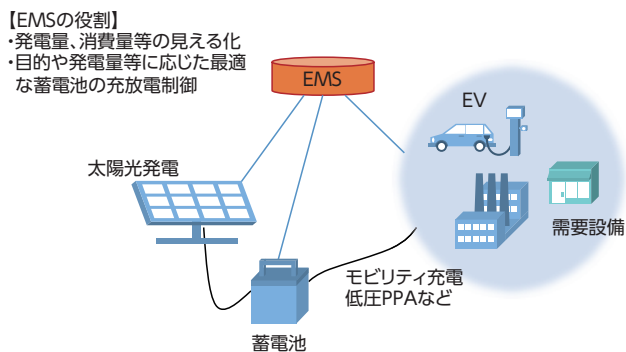 【EMSの役割】
・発電量、消費量等の見える化
・目的や発電量等に応じた最適
な蓄電池の充放電制御
EMS
EV
太陽光発電
需要設備
モビリティ充電
低圧PPAなど
蓄電池